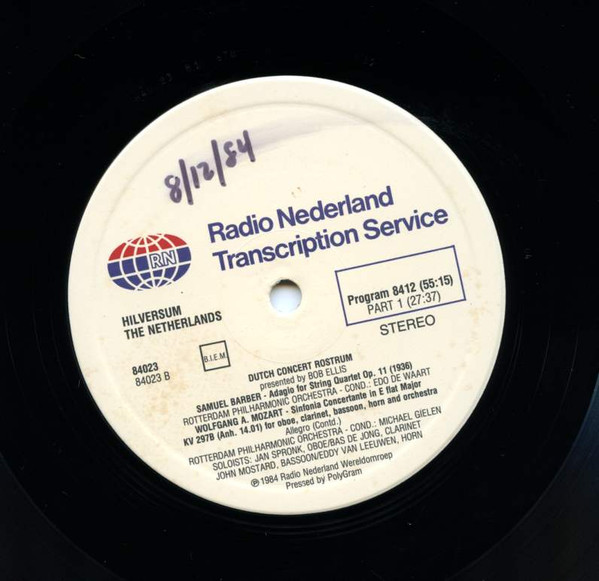 8/12/84
Radio Nederland
Transcription Service
RN
HILVERSUM
THE NETHERLANDS
Program 8412 (55:15)
PART 1 (27:37)
STEREO
84023
84023 B
B.I.E.M.
DUTCH CONCERT ROSTRUM
presented by BOB ELLIS
SAMUEL BARBER - Adagio for String Quartet Op. 11 (1936)
ROTTERDAM PHILHARMONIC ORCHESTRA - COND.: EDO DE WAART
WOLFGANG A. MOZART - Sinfonia Concertante in E flat Major
KV 297B (Anh. 14.01) for oboe, clarinet, bassoon, horn and orchestra
Allegro (Contd.)
ROTTERDAM PHILHARMONIC ORCHESTRA - COND.: MICHAEL GIELEN
SOLOISTS: JAN SPRONK, OBOE/BAS DE JONG, CLARINET
JOHN MOSTARD, BASSOON/EDDY VAN LEEUWEN, HORN
℗ 1984 Radio Nederland Wereldomroep
Pressed by PolyGram